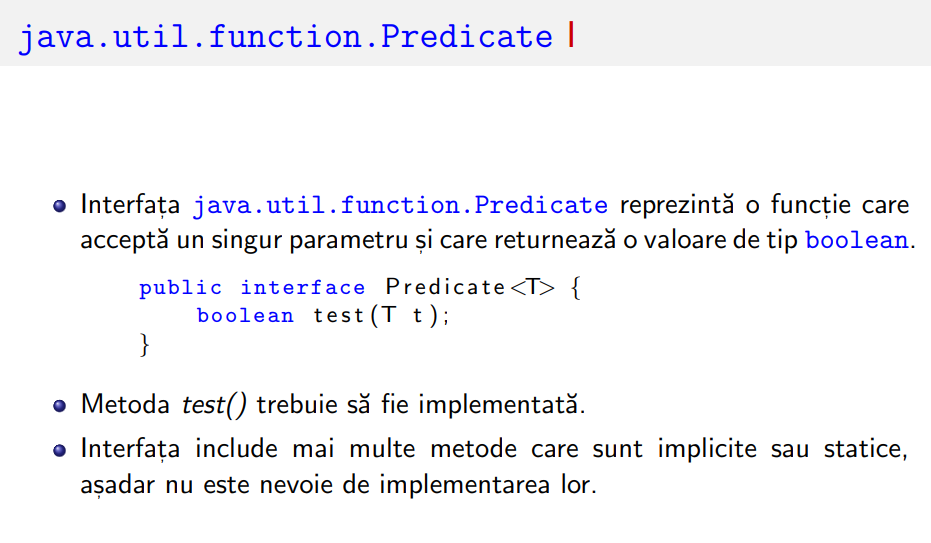 java.util.function.Predicate I
Interfața java.util.function.Predicate reprezintă o funcție care
acceptă un singur parametru și care returnează o valoare de tip boolean.
public interface Predicate<T> {
boolean test(T t);
}
Metoda test() trebuie să fie implementată.
Interfața include mai multe metode care sunt implicite sau statice,
așadar nu este nevoie de implementarea lor.